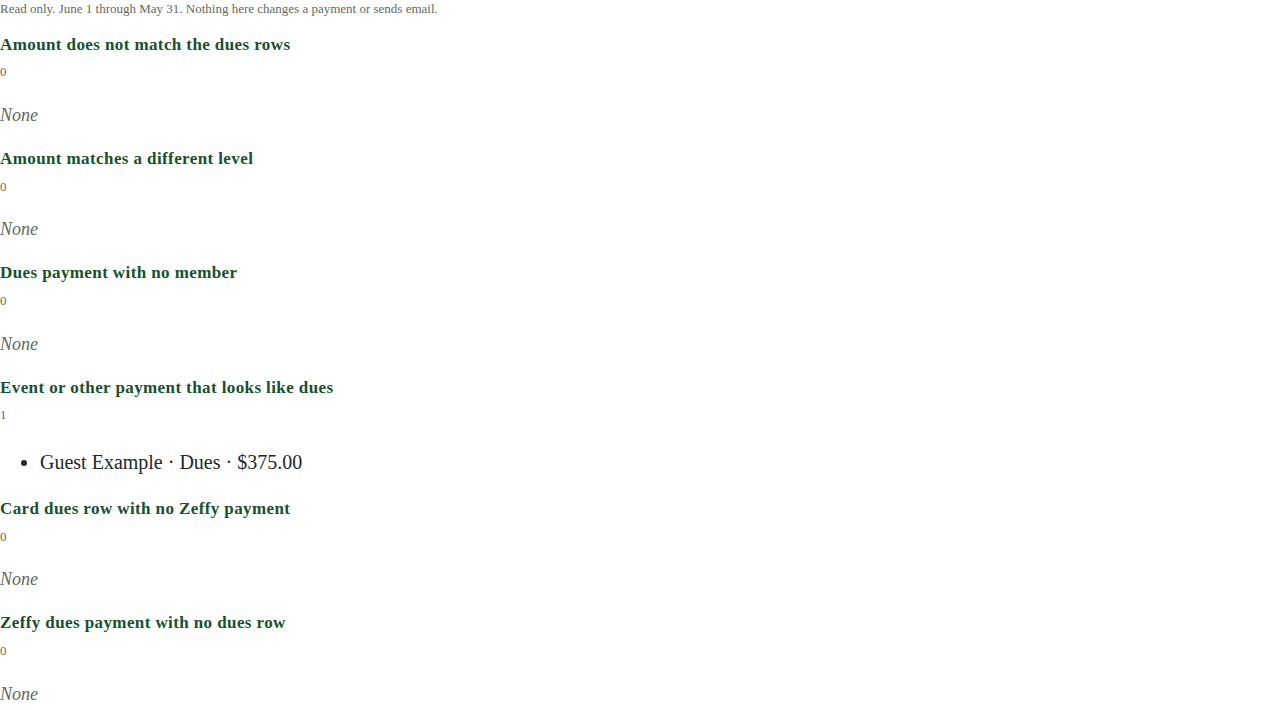 Read only. June 1 through May 31. Nothing here changes a payment or sends email.
Amount does not match the dues rows
0
None
Amount matches a different level
0
None
Dues payment with no member
0
None
Event or other payment that looks like dues
1
• Guest Example · Dues · $375.00
Card dues row with no Zeffy payment
0
None
Zeffy dues payment with no dues row
0
None